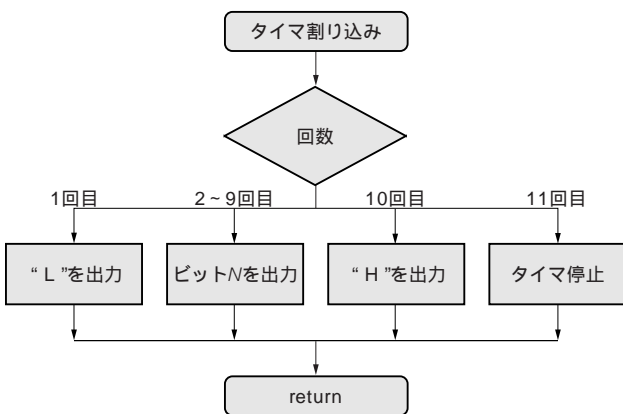 タイマ割り込み
回数
1回目
2～9回目
10回目
11回目
“L”を出力
ビットNを出力
“H”を出力
タイマ停止
return